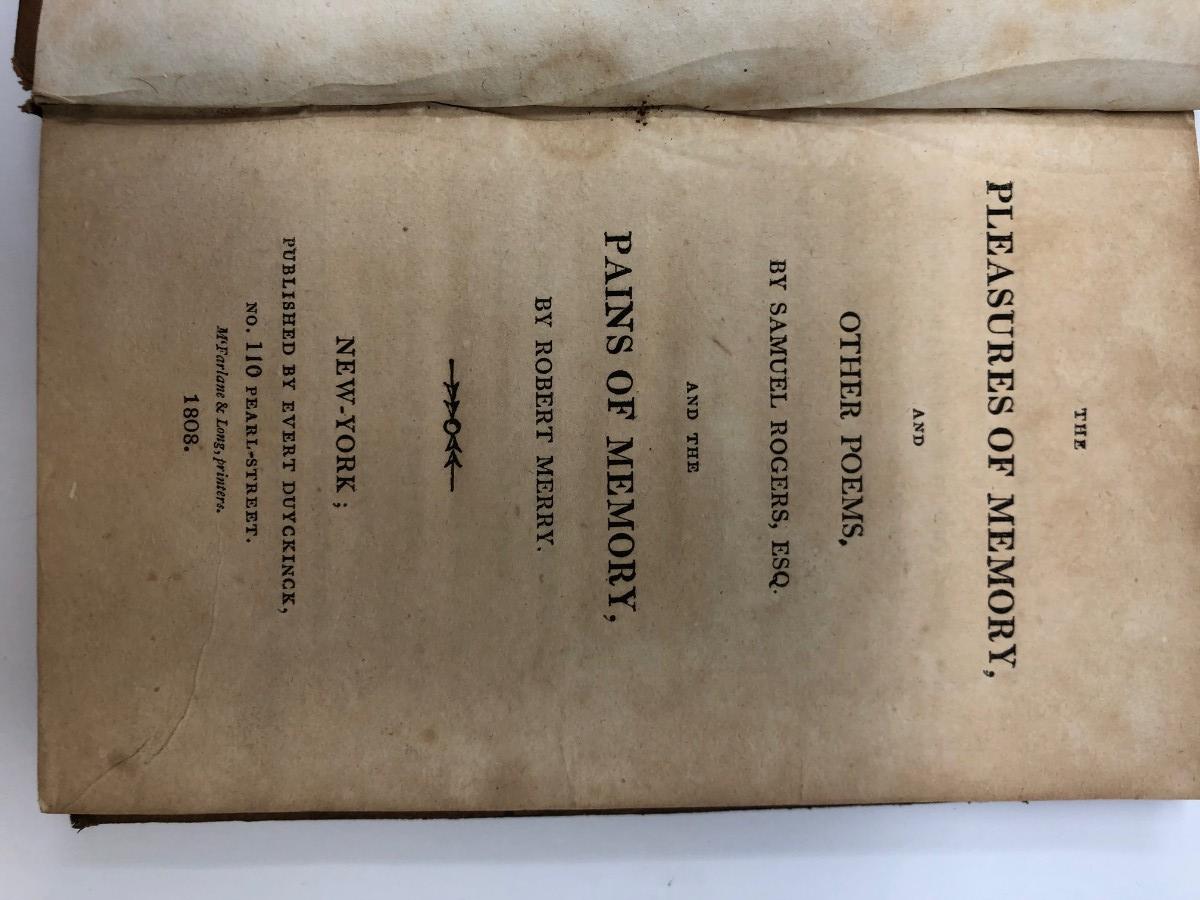 THE
PLEASURES OF MEMORY,
AND
OTHER POEMS,
BY SAMUEL ROGERS, ESQ.
AND THE
PAINS OF MEMORY,
BY ROBERT MERRY.
NEW-YORK;
PUBLISHED BY EVERT DUYCKINCK,
NO. 110 PEARL-STREET.
M'Farlane & Long, printers.
1808.